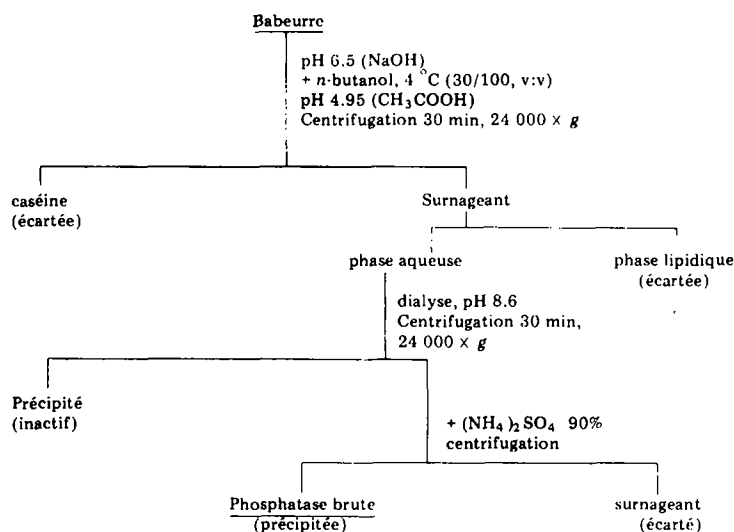 Babeurre
pH 6.5 (NaOH)
+ n-butanol, 4 °C (30/100, v:v)
pH 4.95 (CH₃COOH)
Centrifugation 30 min, 24 000 × g
caséine
(écartée)
Surnageant
phase aqueuse
phase lipidique
(écartée)
dialyse, pH 8.6
Centrifugation 30 min,
24 000 × g
Précipité
(inactif)
+ (NH₄)₂SO₄ 90%
centrifugation
Phosphatase brute
(précipitée)
surnageant
(écarté)